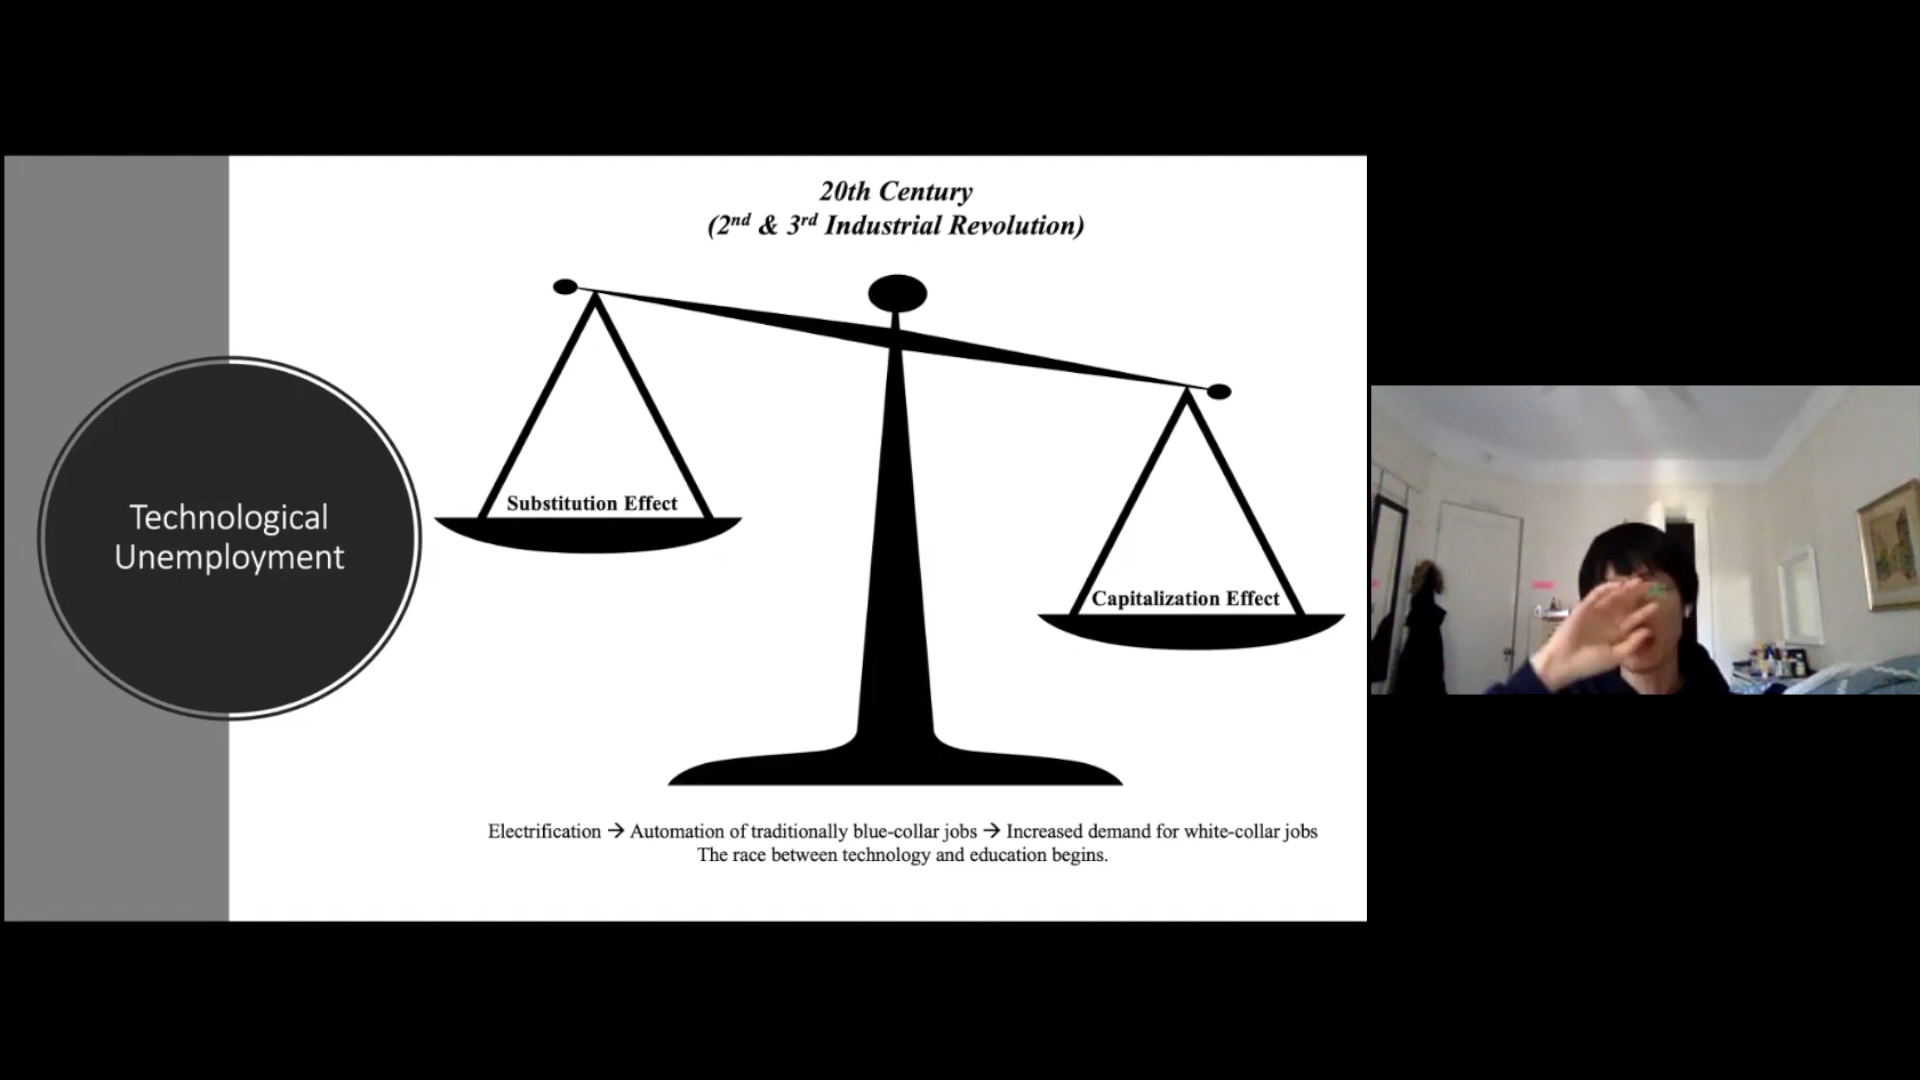 20th Century
(2nd & 3rd Industrial Revolution)
Technological
Unemployment
Substitution Effect
Capitalization Effect
Electrification → Automation of traditionally blue-collar jobs → Increased demand for white-collar jobs
The race between technology and education begins.